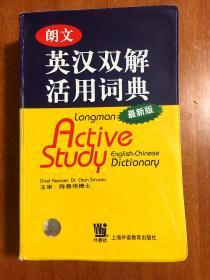 朗文
英汉双解
活用词典
最新版
Longman
Active
Study
English-Chinese
Dictionary
Chief Reviser: Dr. Chan Sin-wai
主审：陈善伟博士
外教社
上海外语教育出版社